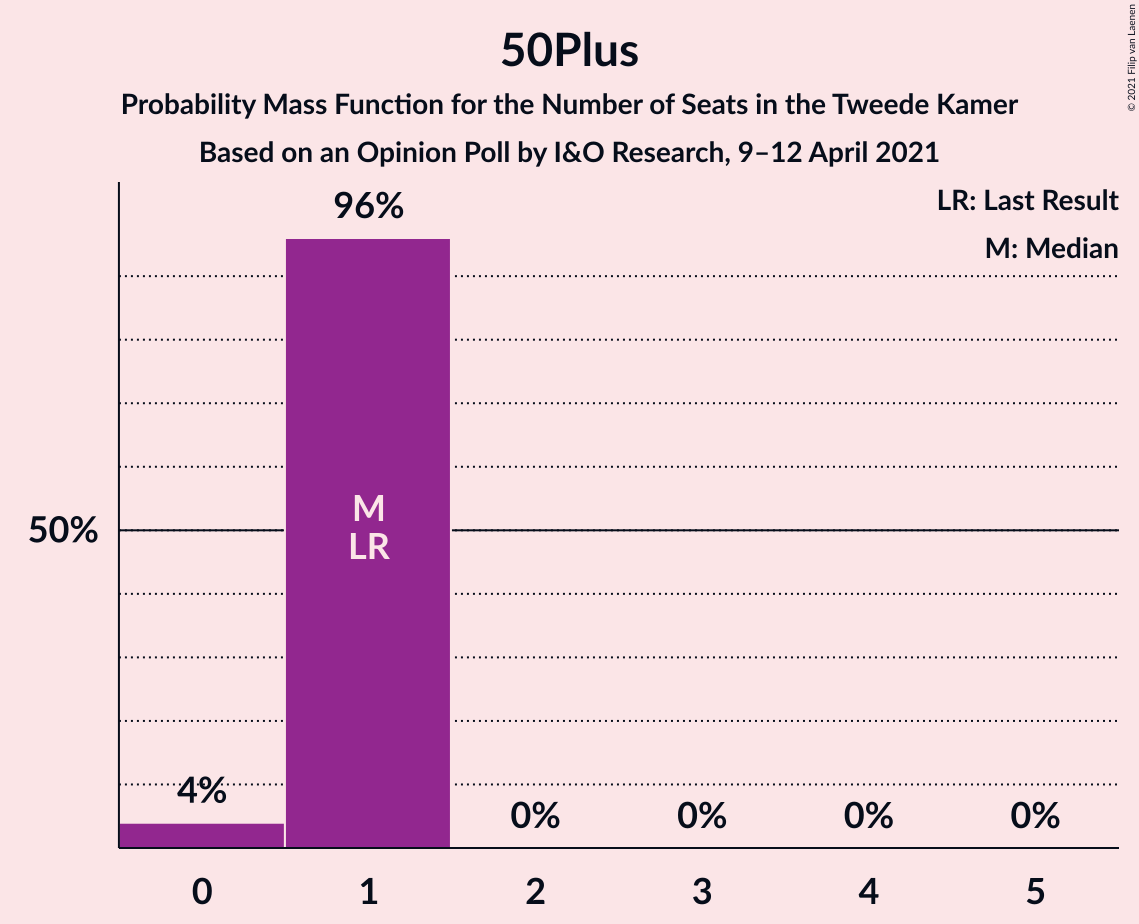 50Plus
Probability Mass Function for the Number of Seats in the Tweede Kamer
Based on an Opinion Poll by I&O Research, 9–12 April 2021
© 2021 Filip van Laenen
LR: Last Result
M: Median
96%
M
LR
50%
4%
0%
0%
0%
0%
0
1
2
3
4
5